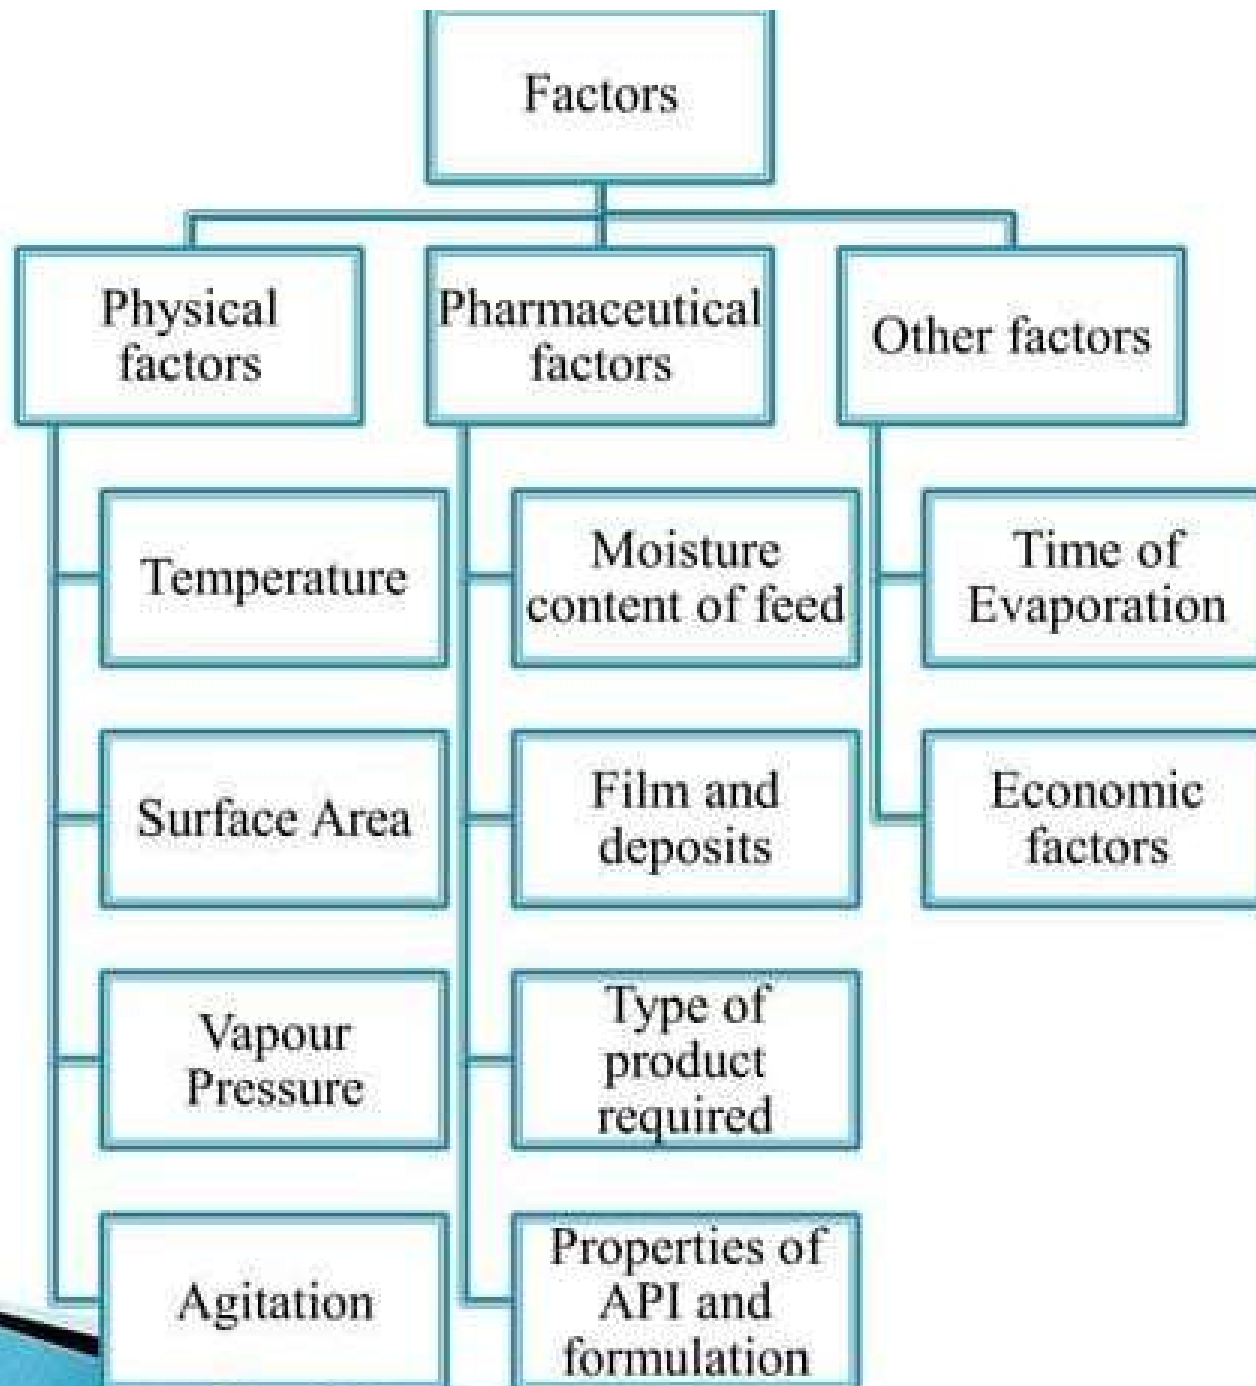 Factors
Physical
factors
Temperature
Surface Area
Vapour
Pressure
Agitation
Pharmaceutical
factors
Moisture
content of feed
Film and
deposits
Type of
product
required
Properties of
API and
formulation
Other factors
Time of
Evaporation
Economic
factors